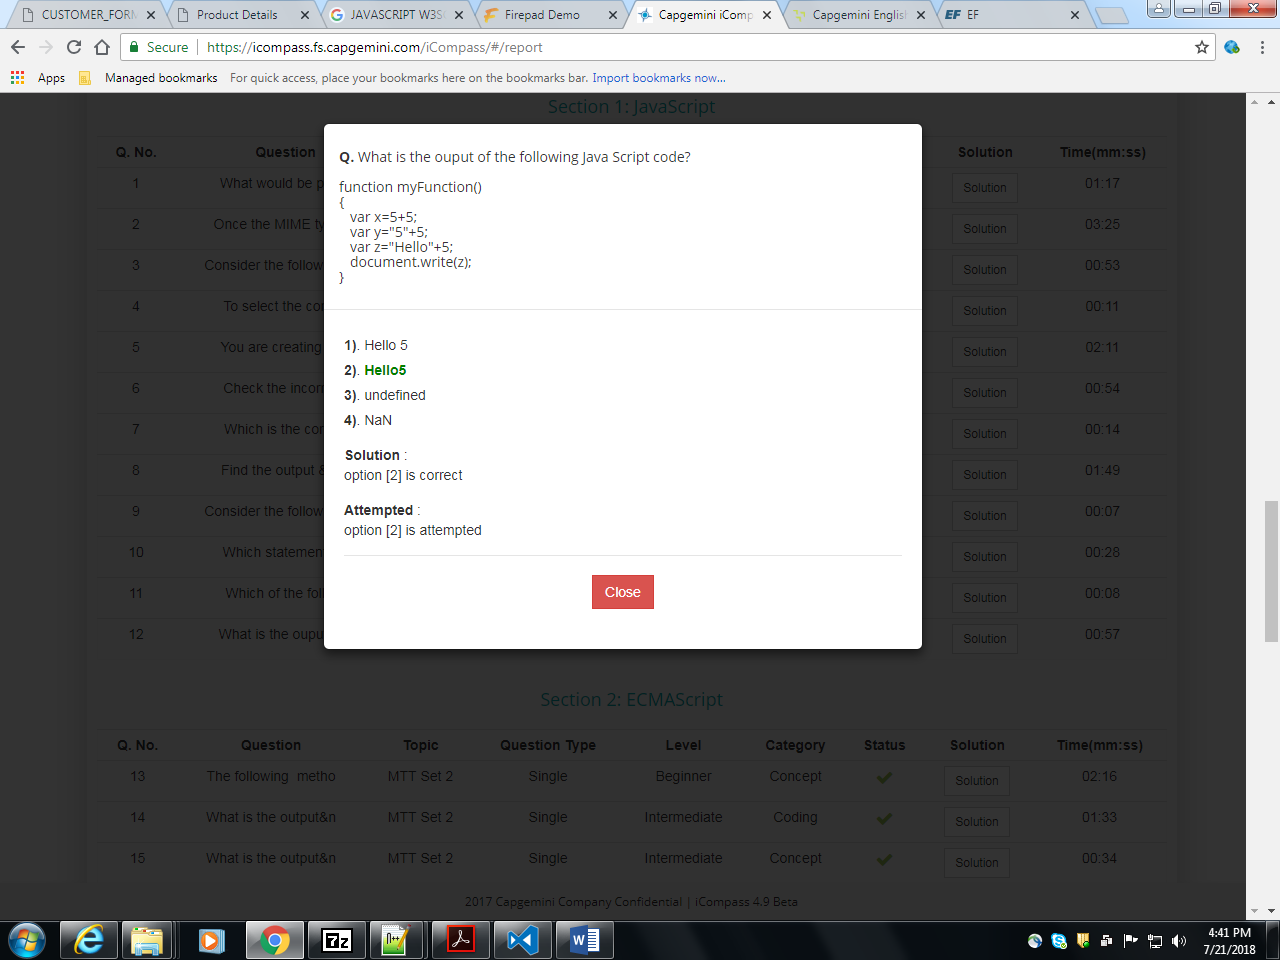 CUSTOMER_FORM
Product Details
JAVASCRIPT W3S
Firepad Demo
Capgemini iComp
Capgemini English
EF EF
Secure
https://icompass.fs.capgemini.com/iCompass/#/report
Apps
Managed bookmarks
For quick access, place your bookmarks here on the bookmarks bar. Import bookmarks now...
Section 1: JavaScript
Q. No. Question Solution Time(mm:ss)
1 What would be p Solution 01:17
2 Once the MIME ty Solution 03:25
3 Consider the follow Solution 00:53
4 To select the co Solution 00:11
5 You are creating Solution 02:11
6 Check the incor Solution 00:54
7 Which is the cor Solution 00:14
8 Find the output & Solution 01:49
9 Consider the follow Solution 00:07
10 Which statemen Solution 00:28
11 Which of the fol Solution 00:08
12 What is the oupu Solution 00:57
Q. What is the ouput of the following Java Script code?
function myFunction()
{
var x=5+5;
var y="5"+5;
var z="Hello"+5;
document.write(z);
}
1). Hello 5
2). Hello5
3). undefined
4). NaN
Solution :
option [2] is correct
Attempted :
option [2] is attempted
Close
Section 2: ECMAScript
Q. No. Question Topic Question Type Level Category Status Solution Time(mm:ss)
13 The following metho MTT Set 2 Single Beginner Concept Solution 02:16
14 What is the output&n MTT Set 2 Single Intermediate Coding Solution 01:33
15 What is the output&n MTT Set 2 Single Intermediate Concept Solution 00:34
2017 Capgemini Company Confidential | iCompass 4.9 Beta
7z
4:41 PM
7/21/2018